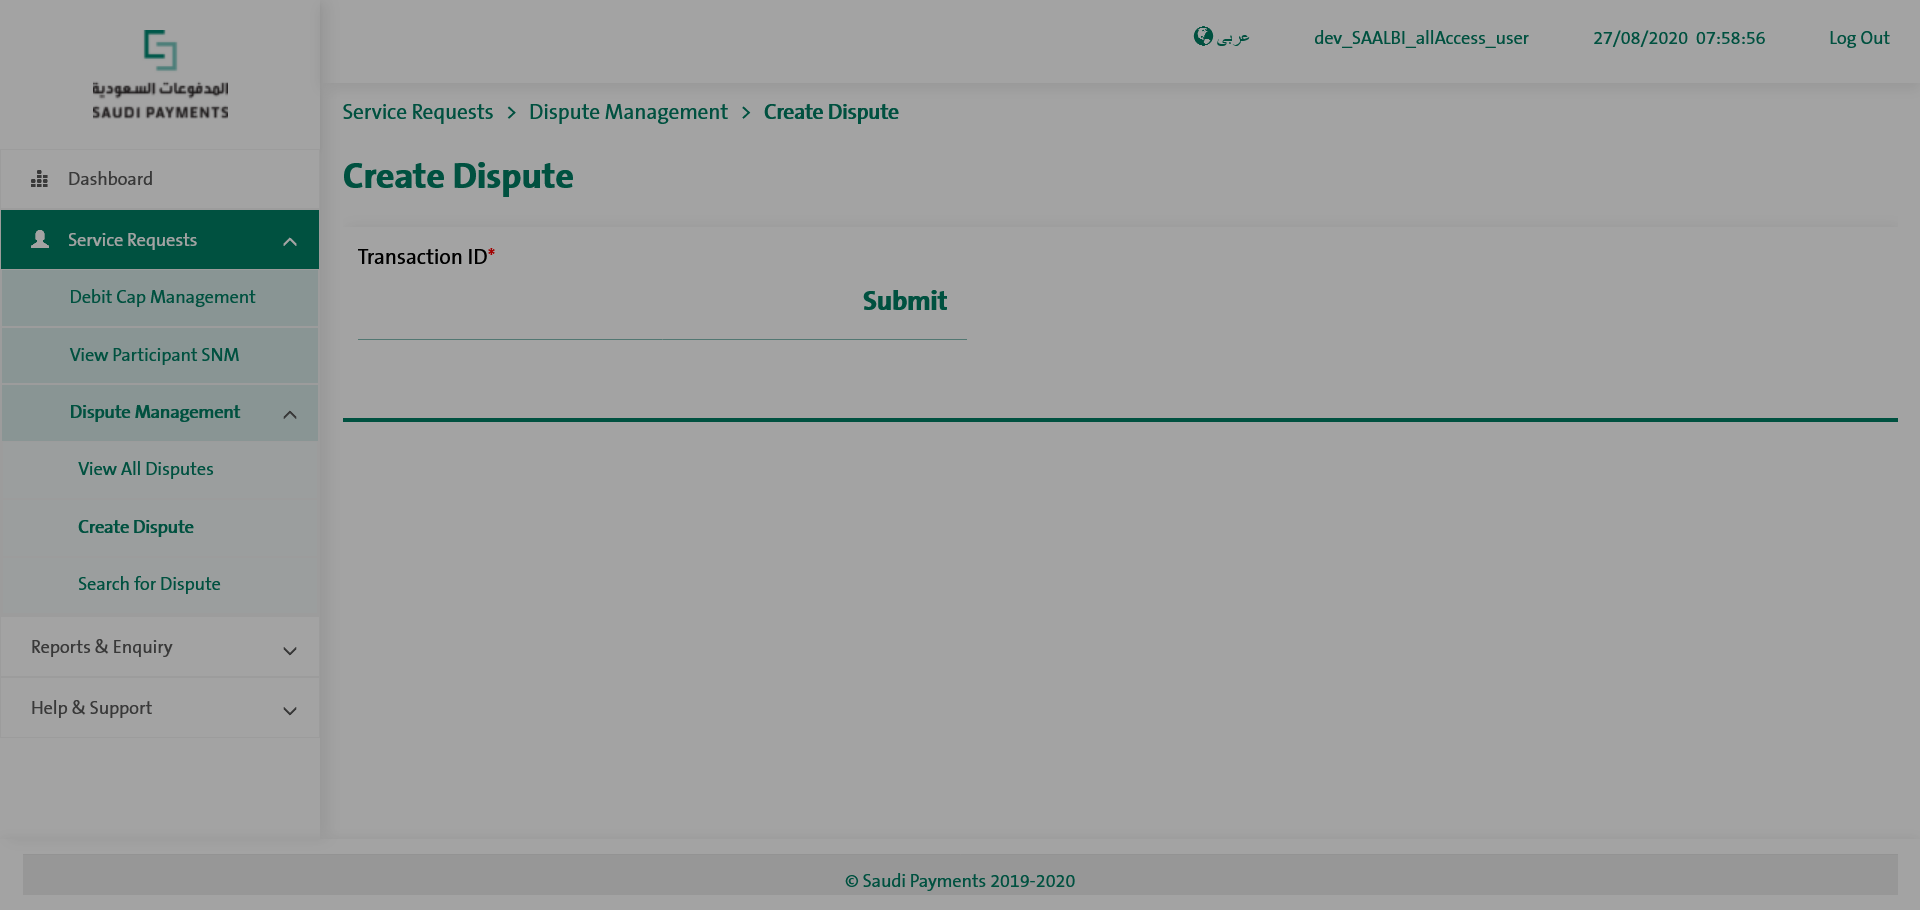 المدفوعات السعودية
SAUDI PAYMENTS
عربى
dev_SAALBI_allAccess_user
27/08/2020 07:58:56
Log Out
Dashboard
Service Requests
Debit Cap Management
View Participant SNM
Dispute Management
View All Disputes
Create Dispute
Search for Dispute
Reports & Enquiry
Help & Support
Service Requests > Dispute Management > Create Dispute
Create Dispute
Transaction ID*
Submit
© Saudi Payments 2019-2020